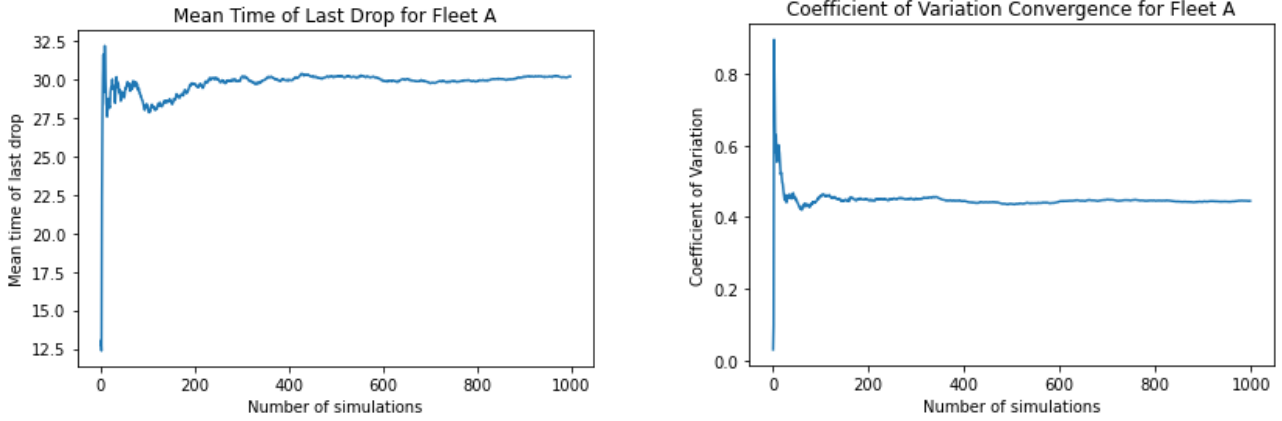 Mean Time of Last Drop for Fleet A
32.5
30.0
27.5
25.0
22.5
20.0
17.5
15.0
12.5
Mean time of last drop
0 200 400 600 800 1000
Number of simulations
Coefficient of Variation Convergence for Fleet A
0.8
0.6
0.4
0.2
0.0
Coefficient of Variation
0 200 400 600 800 1000
Number of simulations